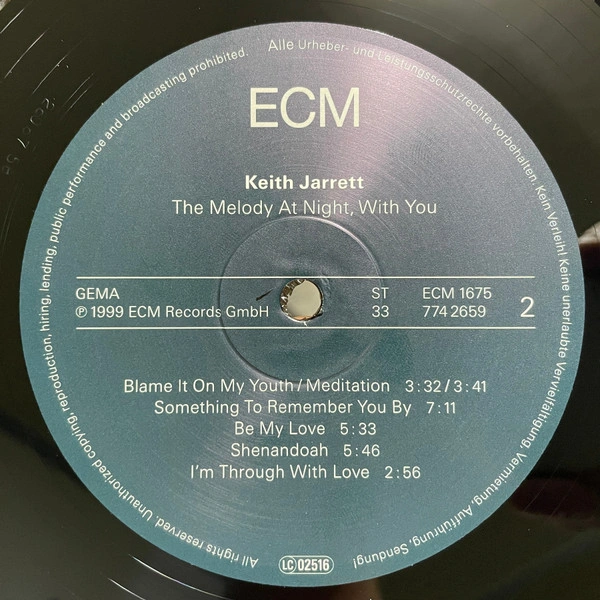 ECM
Keith Jarrett
The Melody At Night, With You
GEMA ST ECM 1675
℗ 1999 ECM Records GmbH 33 774 2659 2
Blame It On My Youth / Meditation 3:32 / 3:41
Something To Remember You By 7:11
Be My Love 5:33
Shenandoah 5:46
I'm Through With Love 2:56
LC 02516
Alle Urheber- und Leistungsschutzrechte vorbehalten. Kein Verleih! Keine unerlaubte Vervielfältigung, Vermietung, Aufführung, Sendung!
All rights reserved. Unauthorized copying, reproduction, hiring, lending, public performance and broadcasting prohibited.